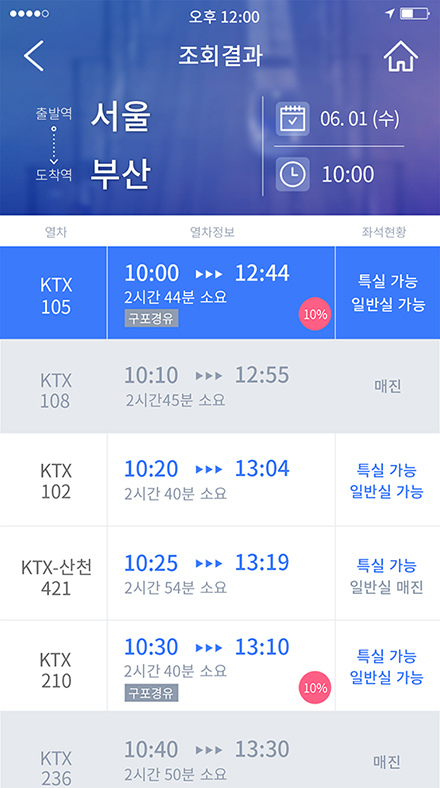 오후 12:00
조회결과
출발역 서울
06. 01 (수)
도착역 부산
10:00
열차 열차정보 좌석현황
KTX
105
10:00 12:44
2시간 44분 소요
구포경유
10%
특실 가능
일반실 가능
KTX
108
10:10 12:55
2시간45분 소요
매진
KTX
102
10:20 13:04
2시간 40분 소요
특실 가능
일반실 가능
KTX-산천
421
10:25 13:19
2시간 54분 소요
특실 가능
일반실 매진
KTX
210
10:30 13:10
2시간 40분 소요
구포경유
10%
특실 가능
일반실 가능
KTX
236
10:40 13:30
2시간 50분 소요
매진